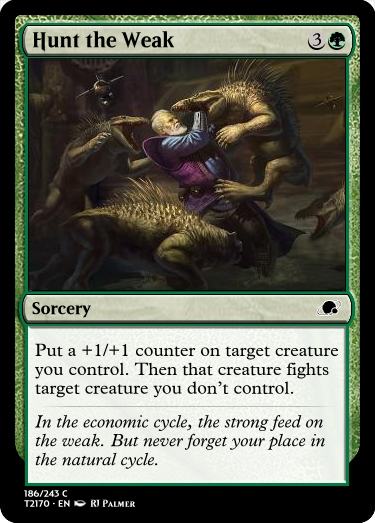 Hunt the Weak 3
Sorcery
Put a +1/+1 counter on target creature
you control. Then that creature fights
target creature you don't control.
In the economic cycle, the strong feed on
the weak. But never forget your place in
the natural cycle.
186/243 C
T2170 · EN RJ PALMER